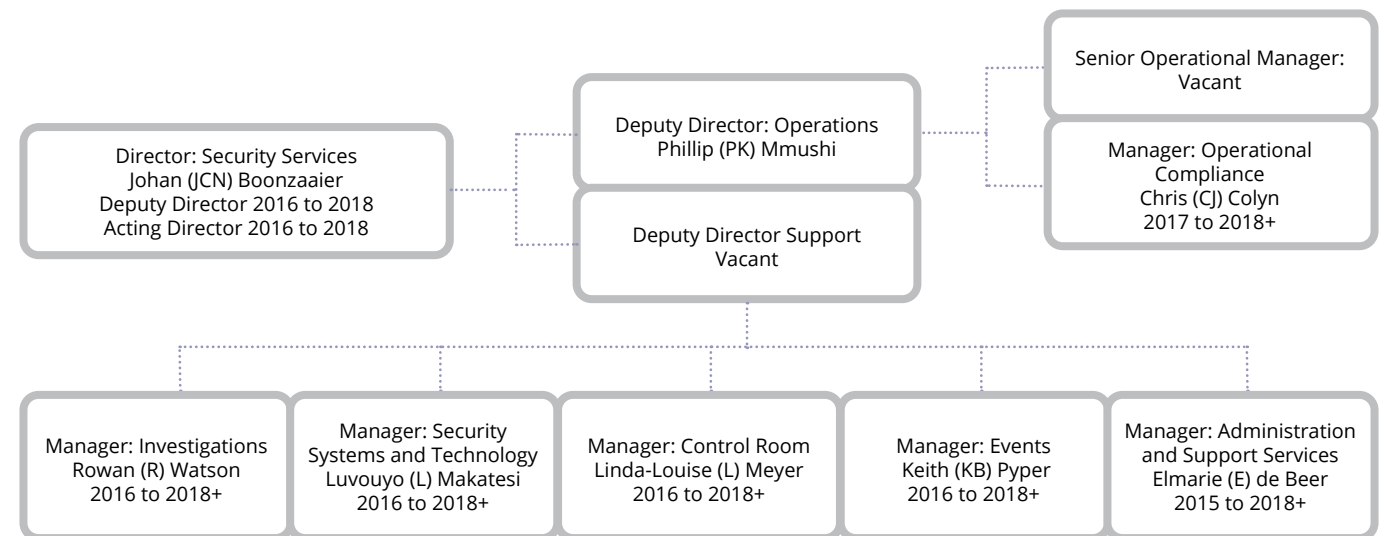 Director: Security Services
Johan (JCN) Boonzaaier
Deputy Director 2016 to 2018
Acting Director 2016 to 2018
Deputy Director: Operations
Phillip (PK) Mmushi
Deputy Director Support
Vacant
Senior Operational Manager:
Vacant
Manager: Operational
Compliance
Chris (CJ) Colyn
2017 to 2018+
Manager: Investigations
Rowan (R) Watson
2016 to 2018+
Manager: Security
Systems and Technology
Luvouyo (L) Makatesi
2016 to 2018+
Manager: Control Room
Linda-Louise (L) Meyer
2016 to 2018+
Manager: Events
Keith (KB) Pyper
2016 to 2018+
Manager: Administration
and Support Services
Elmarie (E) de Beer
2015 to 2018+